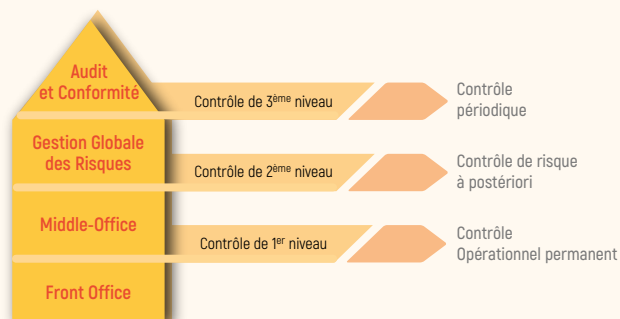 Audit
et Conformité
Contrôle de 3ème niveau
Contrôle
périodique
Gestion Globale
des Risques
Contrôle de 2ème niveau
Contrôle de risque
à postériori
Middle-Office
Contrôle de 1er niveau
Contrôle
Opérationnel permanent
Front Office